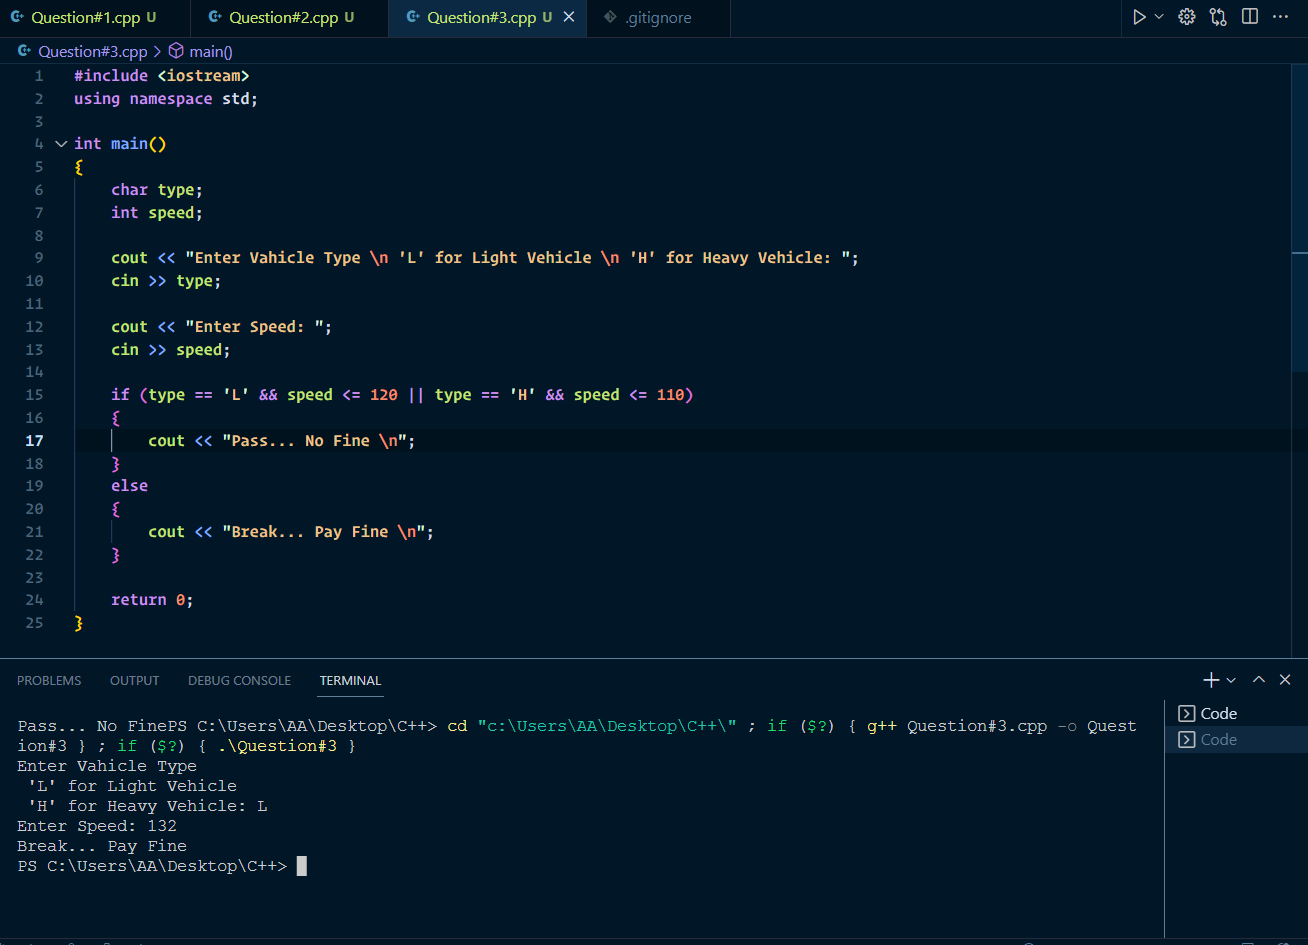 Question#1.cpp U Question#2.cpp U Question#3.cpp U .gitignore
Question#3.cpp > main()
1 #include <iostream>
2 using namespace std;
3
4 int main()
5 {
6 char type;
7 int speed;
8
9 cout << "Enter Vahicle Type \n 'L' for Light Vehicle \n 'H' for Heavy Vehicle: ";
10 cin >> type;
11
12 cout << "Enter Speed: ";
13 cin >> speed;
14
15 if (type == 'L' && speed <= 120 || type == 'H' && speed <= 110)
16 {
17 cout << "Pass... No Fine \n";
18 }
19 else
20 {
21 cout << "Break... Pay Fine \n";
22 }
23
24 return 0;
25 }
PROBLEMS OUTPUT DEBUG CONSOLE TERMINAL
Pass... No FinePS C:\Users\AA\Desktop\C++> cd "c:\Users\AA\Desktop\C++\" ; if ($?) { g++ Question#3.cpp -o Quest
ion#3 } ; if ($?) { .\Question#3 }
Enter Vahicle Type
'L' for Light Vehicle
'H' for Heavy Vehicle: L
Enter Speed: 132
Break... Pay Fine
PS C:\Users\AA\Desktop\C++>
Code
Code